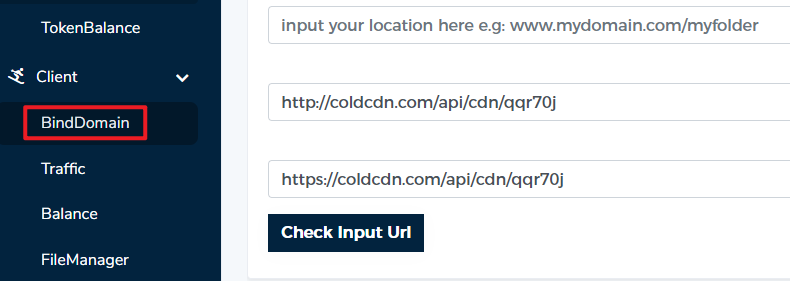 TokenBalance
Client
BindDomain
Traffic
Balance
FileManager
input your location here e.g: www.mydomain.com/myfolder
http://coldcdn.com/api/cdn/qqr70j
https://coldcdn.com/api/cdn/qqr70j
Check Input Url